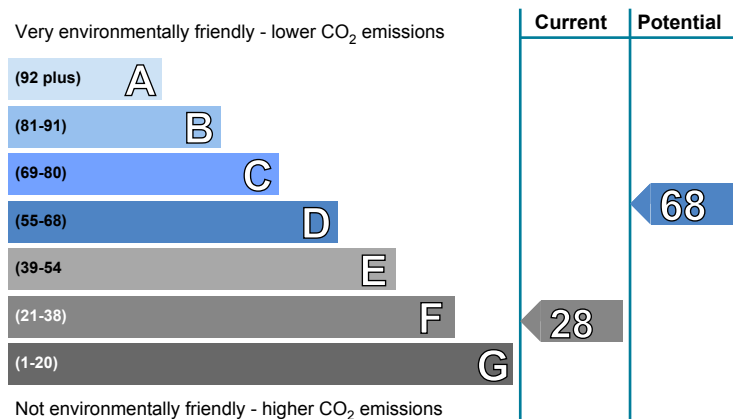 Current Potential
Very environmentally friendly - lower CO₂ emissions
(92 plus) A
(81-91) B
(69-80) C
68
(55-68) D
(39-54 E
(21-38) F 28
(1-20) G
Not environmentally friendly - higher CO₂ emissions